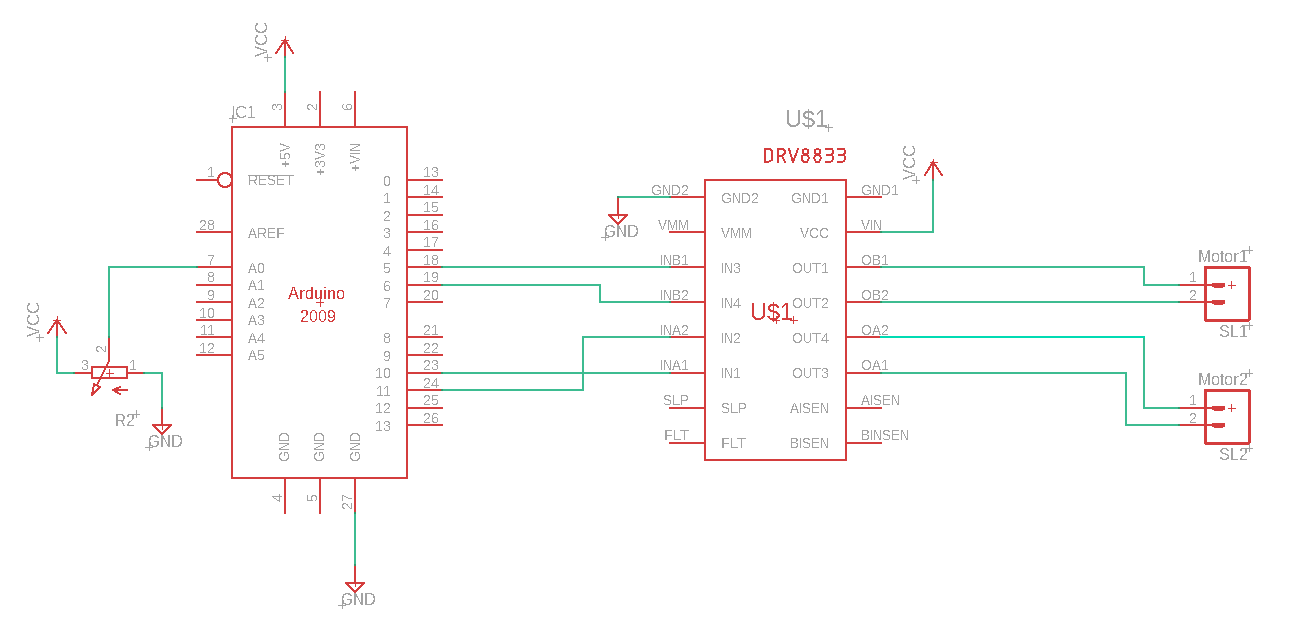 VCC
IC1
3
2
6
+5V
+3V3
+VIN
1
RESET
28
AREF
7
A0
8
A1
9
A2
10
A3
11
A4
12
A5
Arduino
2009
0
13
1
14
2
15
3
16
4
17
5
18
6
19
7
20
8
21
9
22
10
23
11
24
12
25
13
26
GND
GND
GND
4
5
27
GND
VCC
3
2
1
R2
GND
U$1
DRV8833
VCC
GND
GND2
GND2
GND1
GND1
VMM
VMM
VCC
VIN
INB1
IN3
OUT1
OB1
INB2
IN4
OUT2
OB2
U$1
INA2
IN2
OUT4
OA2
INA1
IN1
OUT3
OA1
SLP
SLP
AISEN
AISEN
FLT
FLT
BISEN
BINSEN
Motor1
1
2
SL1
Motor2
1
2
SL2